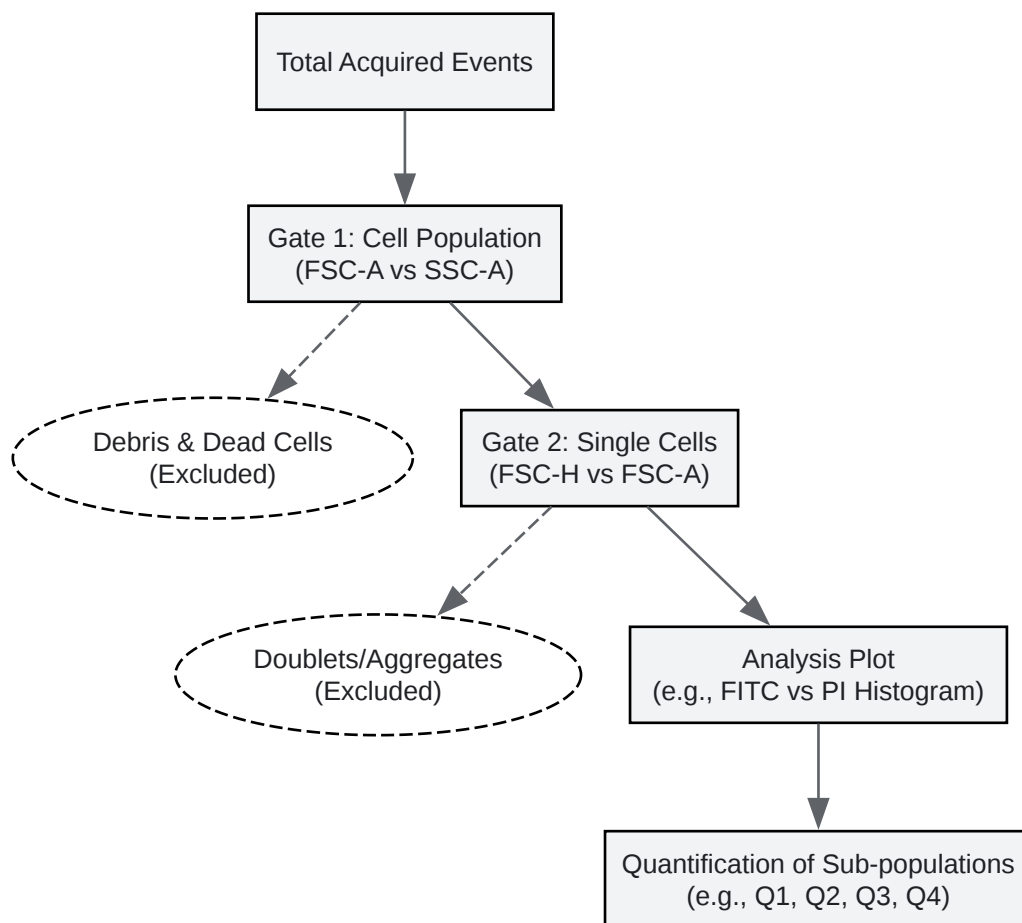 Total Acquired Events
Gate 1: Cell Population
(FSC-A vs SSC-A)
Debris & Dead Cells
(Excluded)
Gate 2: Single Cells
(FSC-H vs FSC-A)
Doublets/Aggregates
(Excluded)
Analysis Plot
(e.g., FITC vs PI Histogram)
Quantification of Sub-populations
(e.g., Q1, Q2, Q3, Q4)